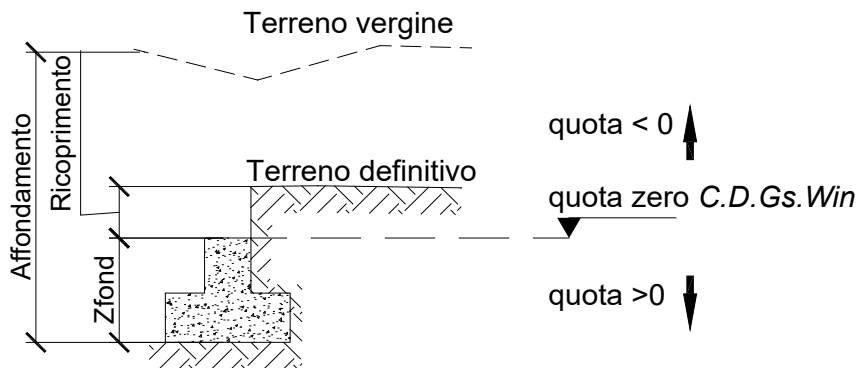 Terreno vergine
Affondamento
Ricoprimento
quota < 0
Terreno definitivo
quota zero C.D.Gs.Win
Zfond
quota >0